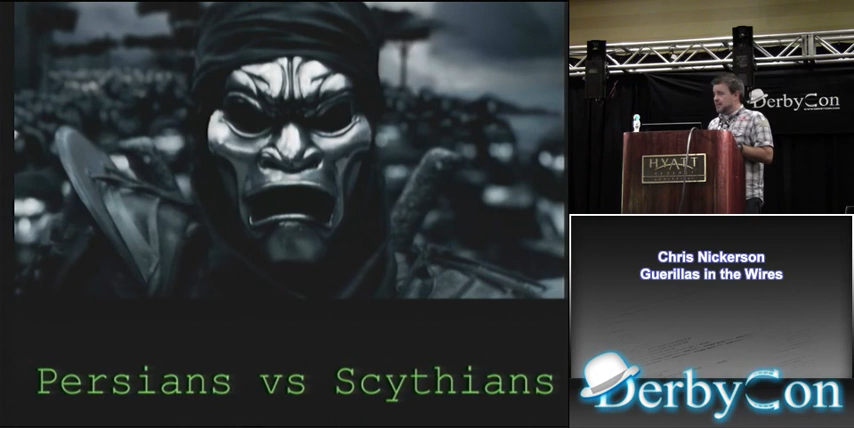 Persians vs Scythians
DerbyCon
HYATT
Chris Nickerson
Guerillas in the Wires
DerbyCon